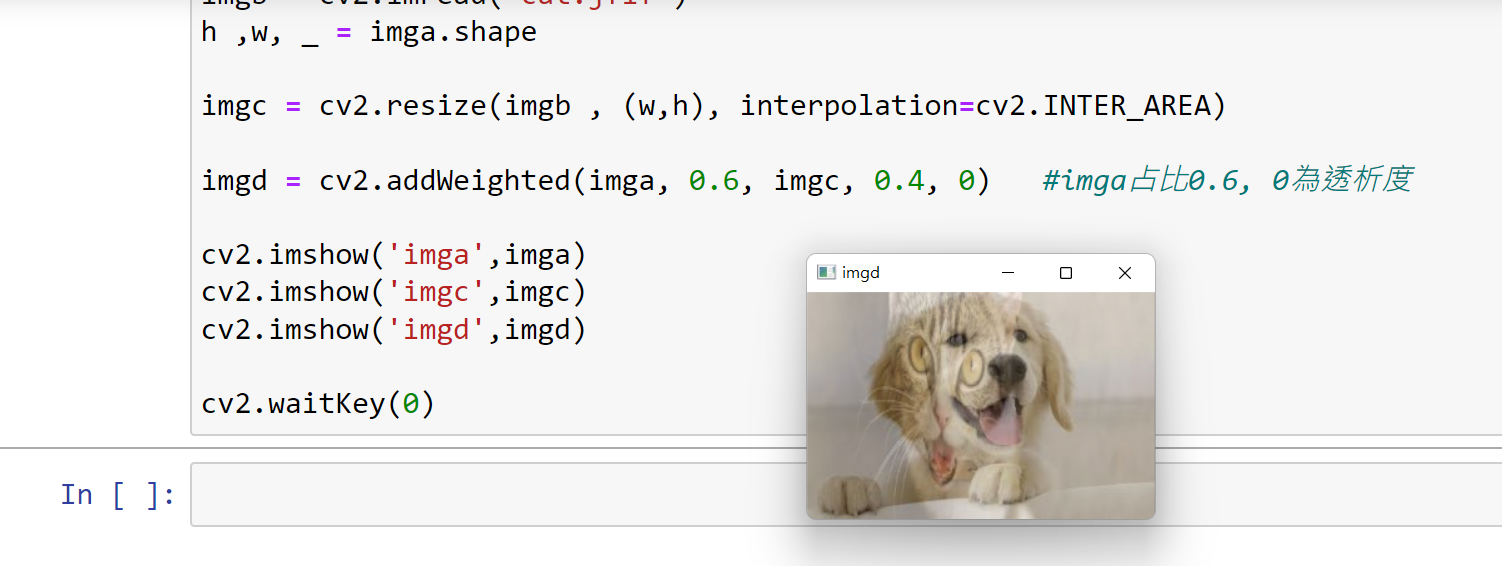 h ,w, _ = imga.shape
imgc = cv2.resize(imgb , (w,h), interpolation=cv2.INTER_AREA)
imgd = cv2.addWeighted(imga, 0.6, imgc, 0.4, 0)   #imga占比0.6, 0為透析度
cv2.imshow('imga',imga)
cv2.imshow('imgc',imgc)
cv2.imshow('imgd',imgd)
imgd
cv2.waitKey(0)
In [ ]: